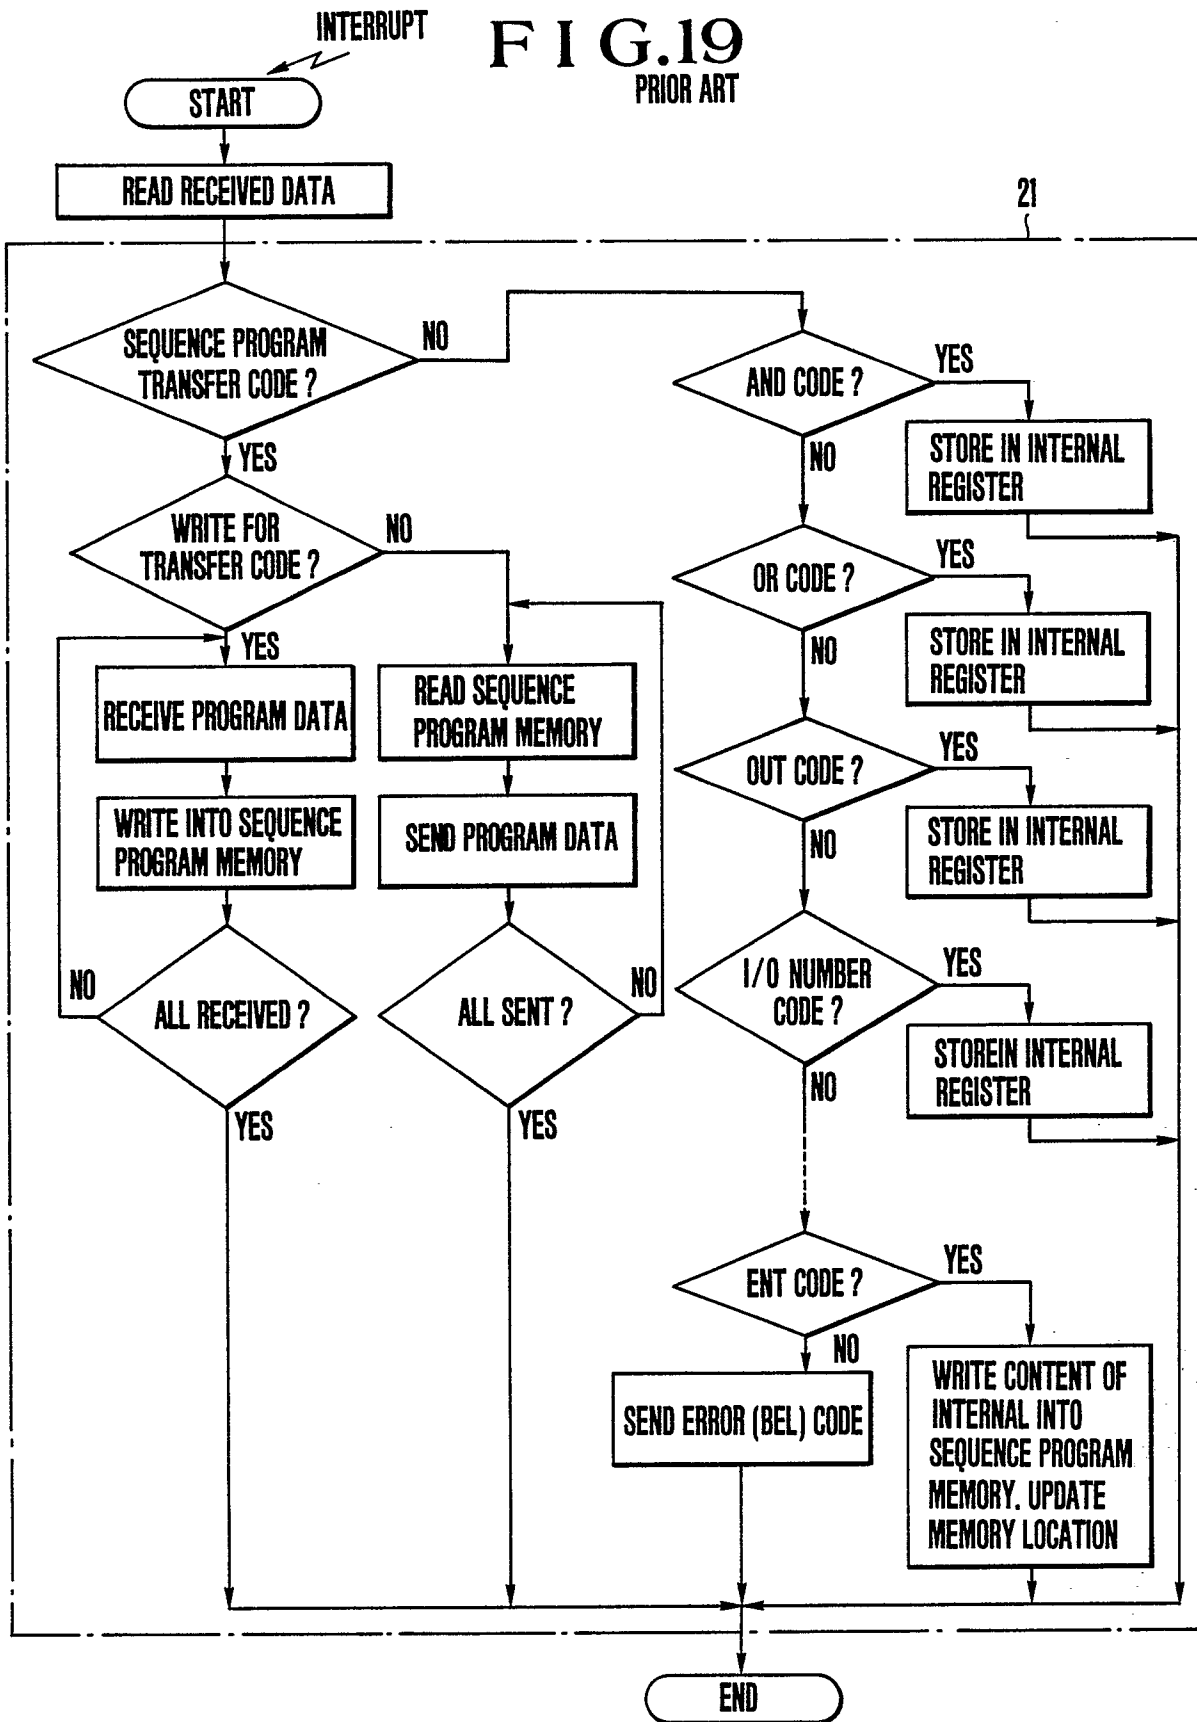 INTERRUPT
FIG.19
PRIOR ART
START
READ RECEIVED DATA
21
SEQUENCE PROGRAM
TRANSFER CODE ?
NO
YES
WRITE FOR
TRANSFER CODE ?
NO
YES
RECEIVE PROGRAM DATA
WRITE INTO SEQUENCE
PROGRAM MEMORY
ALL RECEIVED ?
NO
YES
READ SEQUENCE
PROGRAM MEMORY
SEND PROGRAM DATA
ALL SENT ?
NO
YES
AND CODE ?
YES
NO
STORE IN INTERNAL
REGISTER
OR CODE ?
YES
NO
STORE IN INTERNAL
REGISTER
OUT CODE ?
YES
NO
STORE IN INTERNAL
REGISTER
I/O NUMBER
CODE ?
YES
NO
STOREIN INTERNAL
REGISTER
ENT CODE ?
YES
NO
SEND ERROR (BEL) CODE
WRITE CONTENT OF
INTERNAL INTO
SEQUENCE PROGRAM
MEMORY. UPDATE
MEMORY LOCATION
END